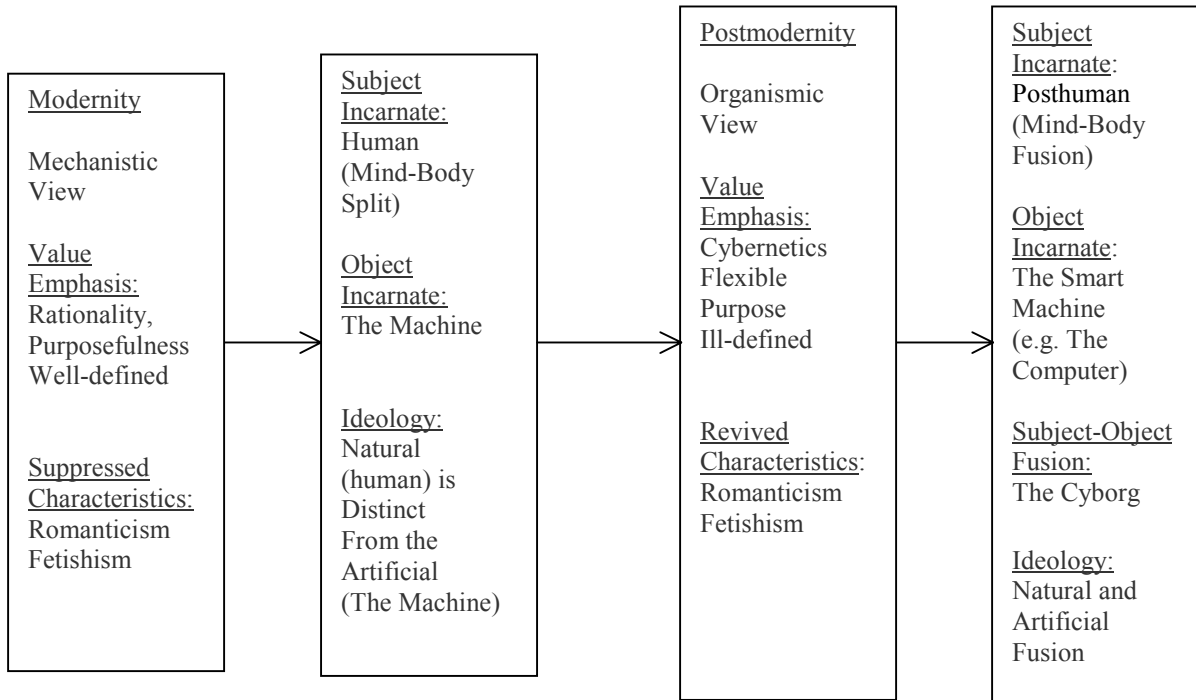 Modernity
Mechanistic
View
Value
Emphasis:
Rationality,
Purposefulness
Well-defined
Suppressed
Characteristics:
Romanticism
Fetishism
Subject
Incarnate:
Human
(Mind-Body
Split)
Object
Incarnate:
The Machine
Ideology:
Natural
(human) is
Distinct
From the
Artificial
(The Machine)
Postmodernity
Organismic
View
Value
Emphasis:
Cybernetics
Flexible
Purpose
Ill-defined
Revived
Characteristics:
Romanticism
Fetishism
Subject
Incarnate:
Posthuman
(Mind-Body
Fusion)
Object
Incarnate:
The Smart
Machine
(e.g. The
Computer)
Subject-Object
Fusion:
The Cyborg
Ideology:
Natural and
Artificial
Fusion